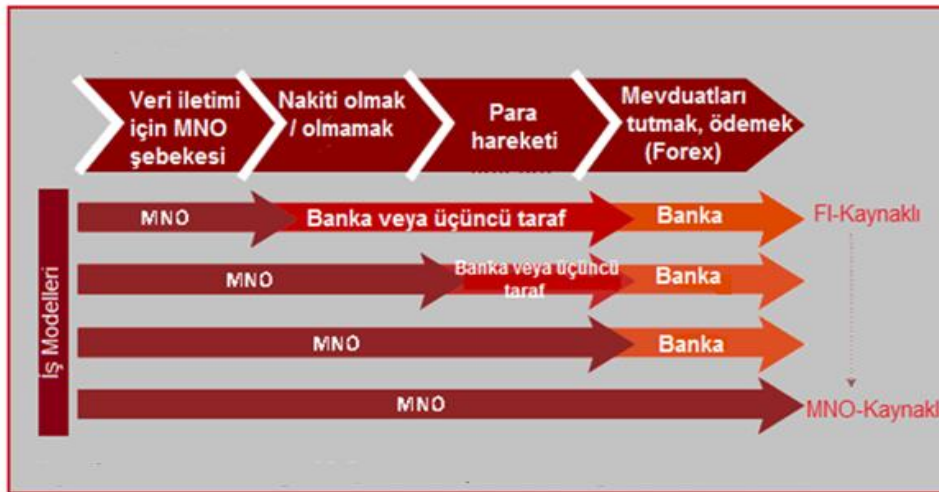 Veri iletimi
için MNO
şebekesi
Nakiti olmak
/ olmamak
Para
hareketi
Mevduatları
tutmak, ödemek
(Forex)
İş Modelleri
MNO
Banka veya üçüncü taraf
Banka
FI-Kaynaklı
MNO
Banka veya üçüncü
taraf
Banka
MNO
Banka
MNO
MNO-Kaynakl